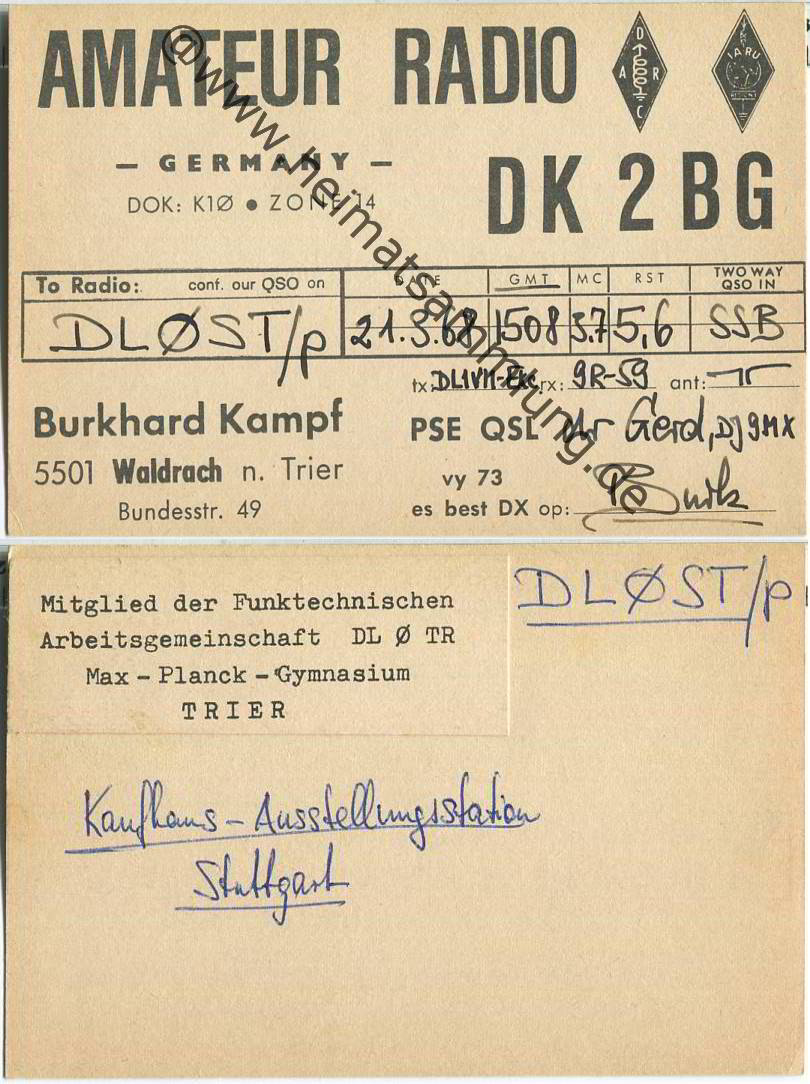 AMATEUR RADIO
D
A R
C
IARU
— GERMANY —
DOK: K1Ø ● ZONE 14
DK 2 BG
To Radio: conf. our QSO on DATE GMT MC RST TWO WAY
QSO IN
DLØST/p 21.3.68 1508 3,7 5,6 SSB
tx: rx: 9R-59 ant:
Burkhard Kampf
PSE QSL Gerd, DJ9MX
5501 Waldrach n. Trier
vy 73
Bundesstr. 49
es best DX op:
@www.heimatsammlung.de
Mitglied der Funktechnischen
Arbeitsgemeinschaft DL Ø TR
Max - Planck - Gymnasium
TRIER
DLØST/p
Kaufhaus - Ausstellungsstation
Stuttgart